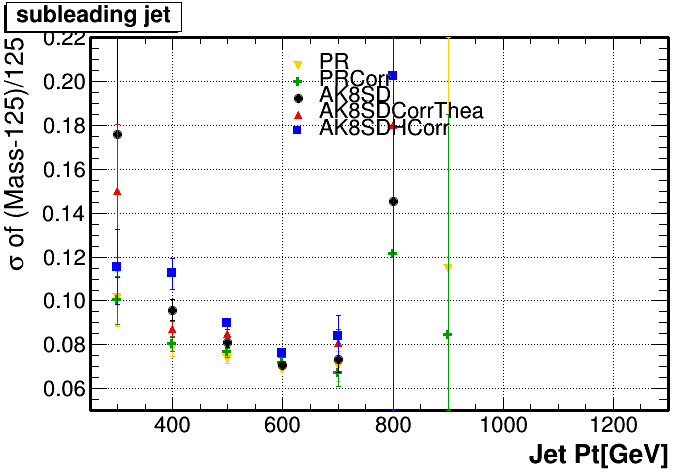 subleading jet
σ of (Mass-125)/125
0.22
0.20
0.18
0.16
0.14
0.12
0.10
0.08
0.06
PR
PRCorr
AK8SD
AK8SDCorrThea
AK8SDHCorr
400 600 800 1000 1200
Jet Pt[GeV]